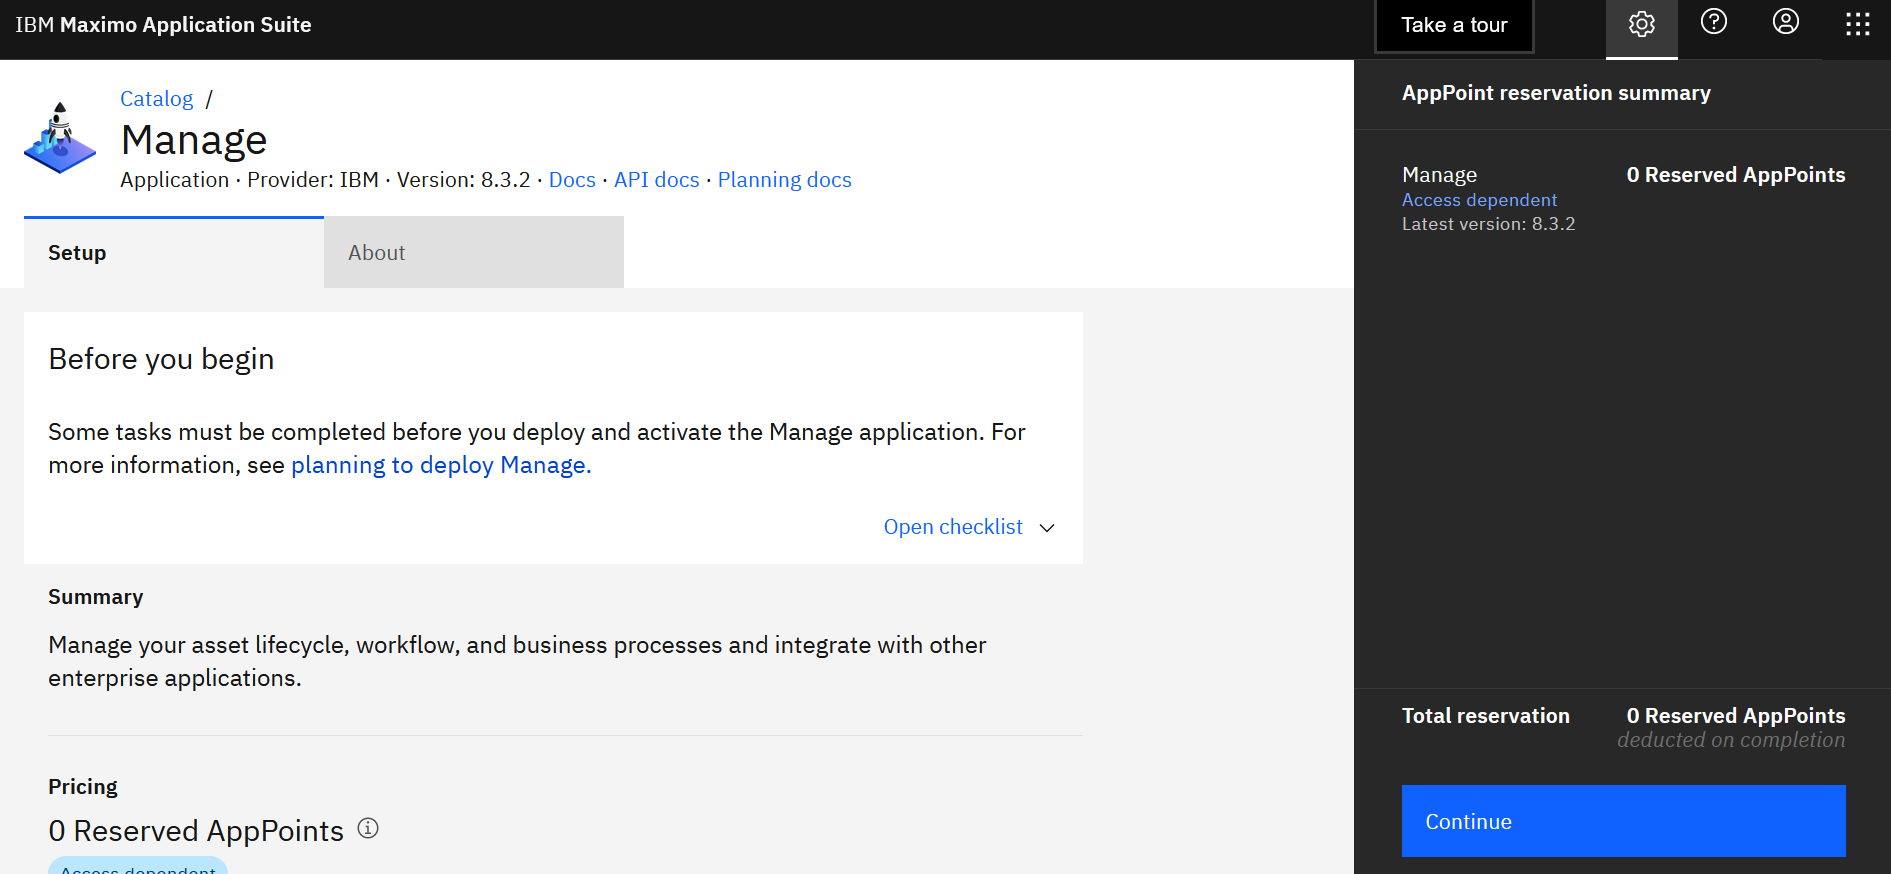 IBM Maximo Application Suite
Take a tour
Catalog /
Manage
Application · Provider: IBM · Version: 8.3.2 · Docs · API docs · Planning docs
Setup
About
Before you begin
Some tasks must be completed before you deploy and activate the Manage application. For
more information, see planning to deploy Manage.
Open checklist
Summary
Manage your asset lifecycle, workflow, and business processes and integrate with other
enterprise applications.
Pricing
0 Reserved AppPoints
Access dependent
AppPoint reservation summary
Manage 0 Reserved AppPoints
Access dependent
Latest version: 8.3.2
Total reservation 0 Reserved AppPoints
deducted on completion
Continue